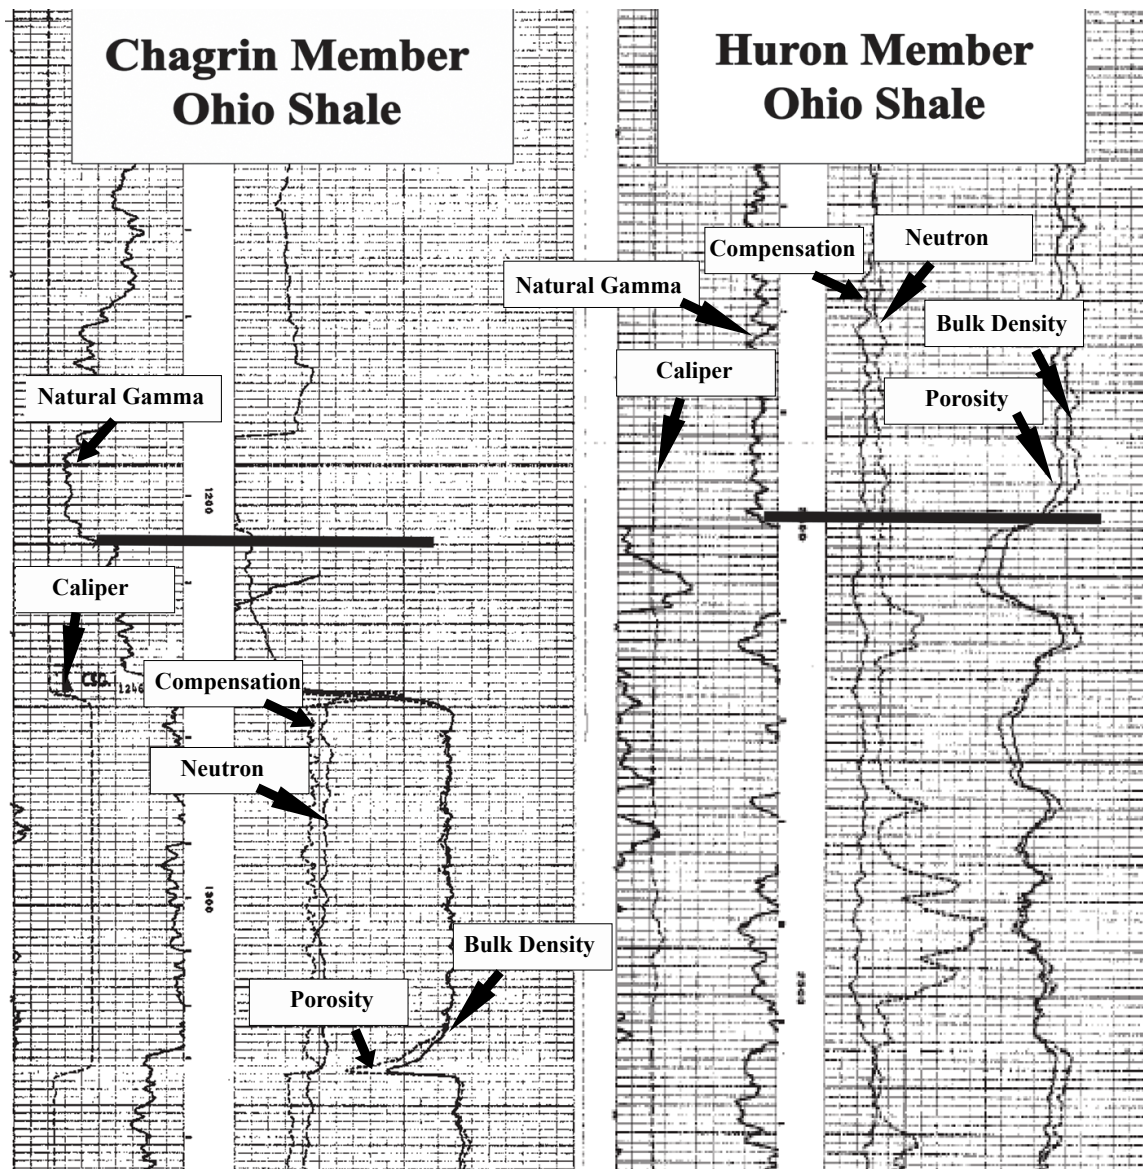 Chagrin Member
Ohio Shale
Natural Gamma
1200
Caliper
CSG. 1246
Compensation
Neutron
1300
Bulk Density
Porosity
Huron Member
Ohio Shale
Neutron
Compensation
Natural Gamma
Bulk Density
Caliper
Porosity